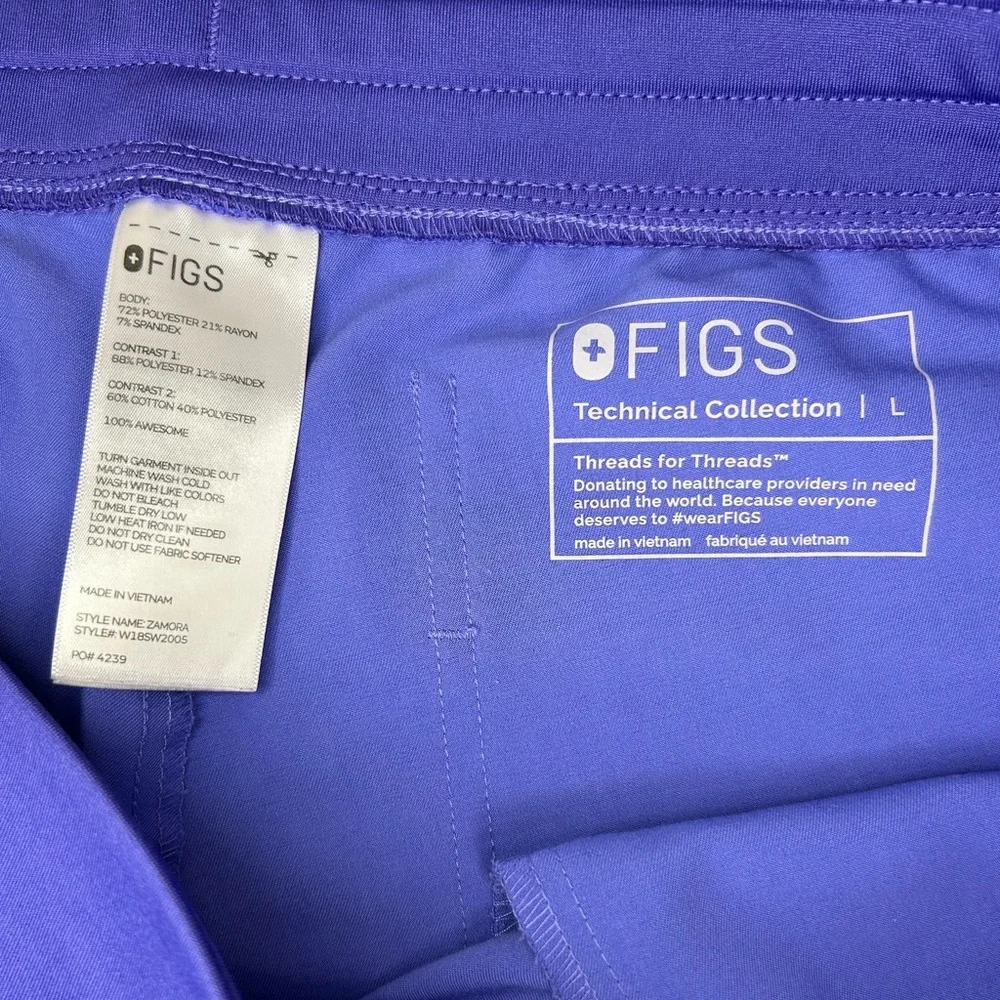 FIGS
BODY:
72% POLYESTER 21% RAYON
7% SPANDEX
CONTRAST 1:
88% POLYESTER 12% SPANDEX
CONTRAST 2:
60% COTTON 40% POLYESTER
100% AWESOME
TURN GARMENT INSIDE OUT
MACHINE WASH COLD
WASH WITH LIKE COLORS
DO NOT BLEACH
TUMBLE DRY LOW
LOW HEAT IRON IF NEEDED
DO NOT DRY CLEAN
DO NOT USE FABRIC SOFTENER
MADE IN VIETNAM
STYLE NAME: ZAMORA
STYLE#: W18SW2005
PO# 4239
FIGS
Technical Collection | L
Threads for Threads™
Donating to healthcare providers in need
around the world. Because everyone
deserves to #wearFIGS
made in vietnam fabriqué au vietnam